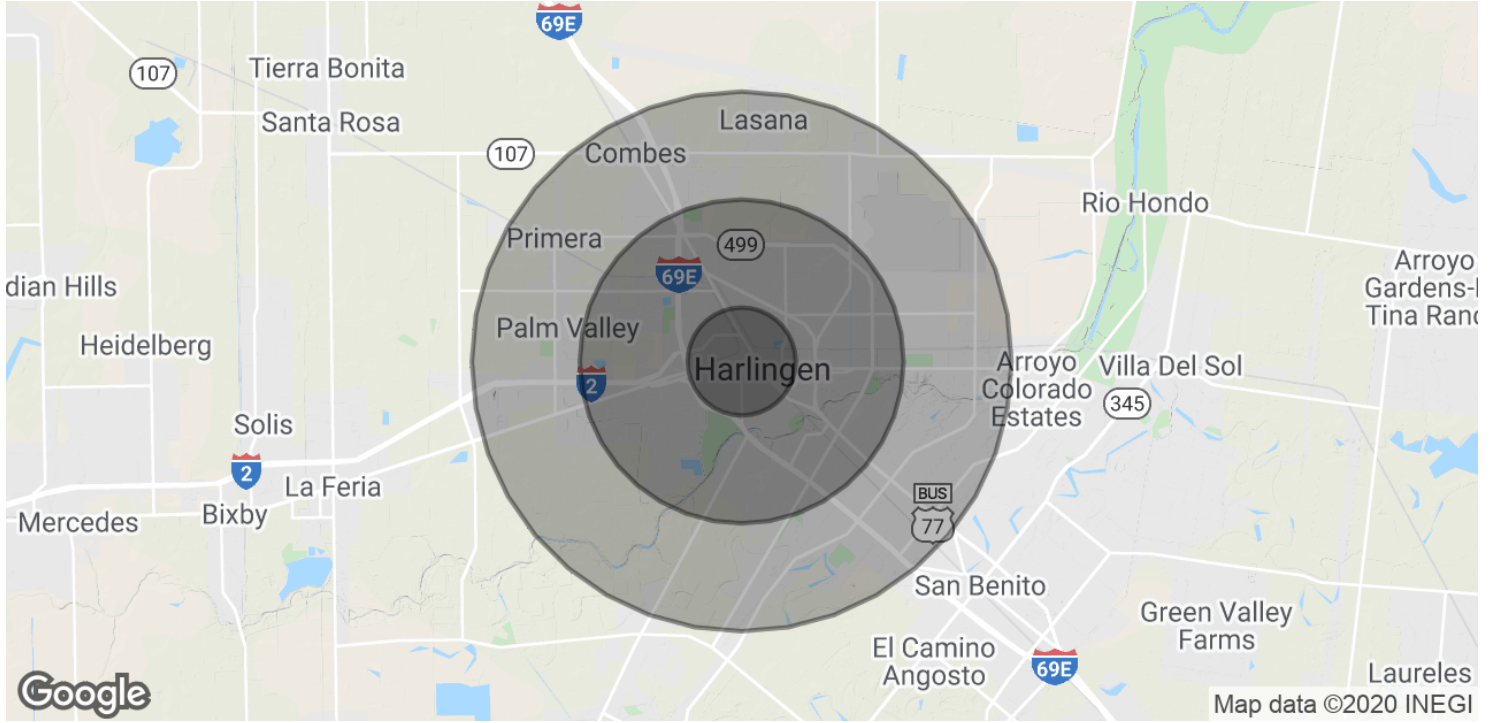 69E
107
Tierra Bonita
Santa Rosa
Lasana
107
Combes
Rio Hondo
Primera
499
69E
Arroyo
Gardens-
Tina Ranc
dian Hills
Heidelberg
Palm Valley
Harlingen
2
Arroyo
Colorado
Estates
Villa Del Sol
345
Solis
2
La Feria
Bixby
Mercedes
BUS
77
San Benito
Green Valley
Farms
El Camino
Angosto
69E
Laureles
Google
Map data ©2020 INEGI